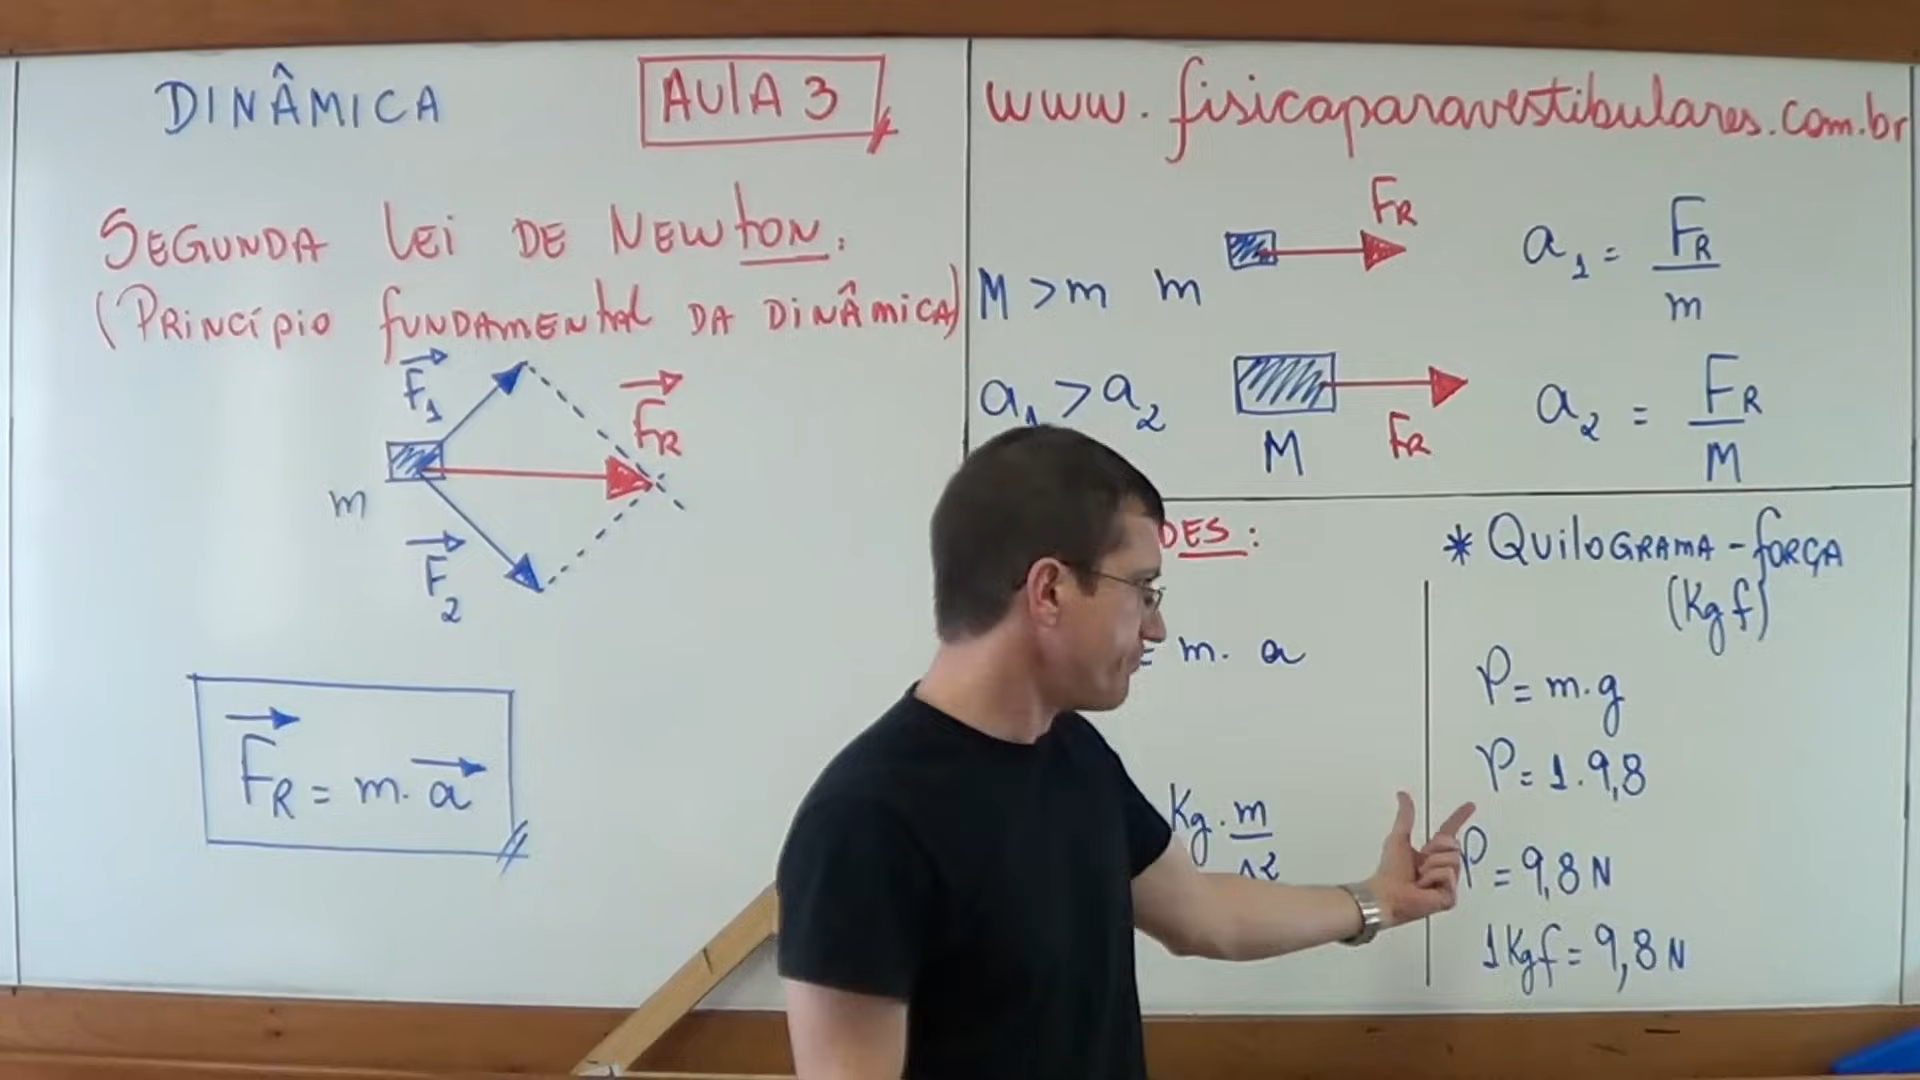 DINÂMICA
AULA 3
SEGUNDA LEI DE NEWTON:
(PRINCÍPIO FUNDAMENTAL DA DINÂMICA)
F1
FR
m
F2
FR = m. a
www.fisicaparavestibulares.com.br
FR
M > m m
a1 = FR/m
a1 > a2
M
FR
a2 = FR/M
DES:
= m. a
Kg. m/s2
* QUILOGRAMA-FORÇA
(Kgf)
P = m.g
P = 1.9,8
P = 9,8 N
1Kgf = 9,8 N